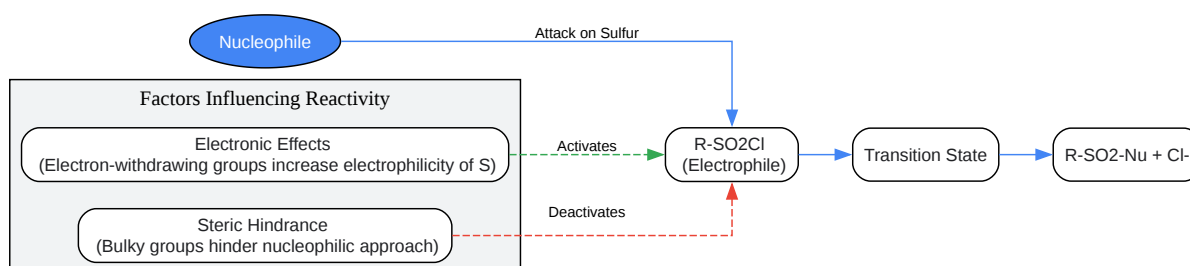 Nucleophile
Attack on Sulfur
Factors Influencing Reactivity
Electronic Effects
(Electron-withdrawing groups increase electrophilicity of S)
Activates
R-SO2Cl
(Electrophile)
Transition State
R-SO2-Nu + Cl-
Steric Hindrance
(Bulky groups hinder nucleophilic approach)
Deactivates